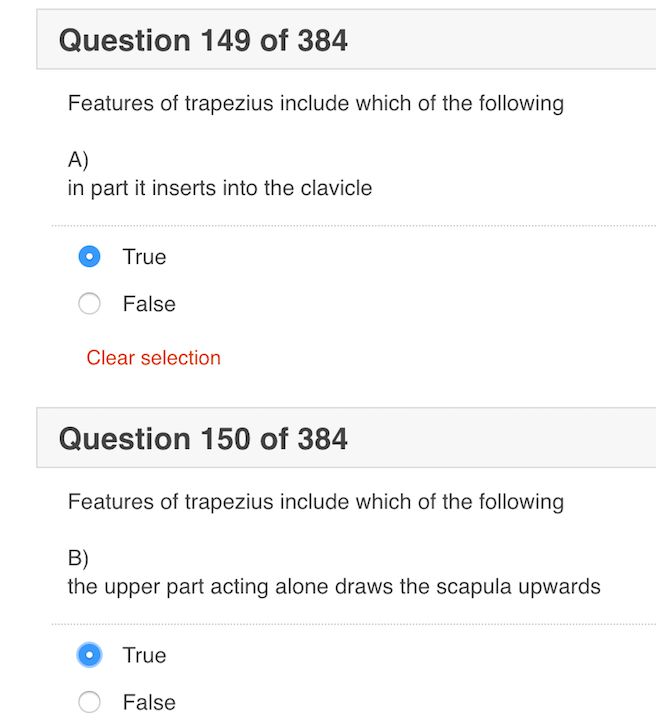 Question 149 of 384
Features of trapezius include which of the following
A)
in part it inserts into the clavicle
True
False
Clear selection
Question 150 of 384
Features of trapezius include which of the following
B)
the upper part acting alone draws the scapula upwards
True
False